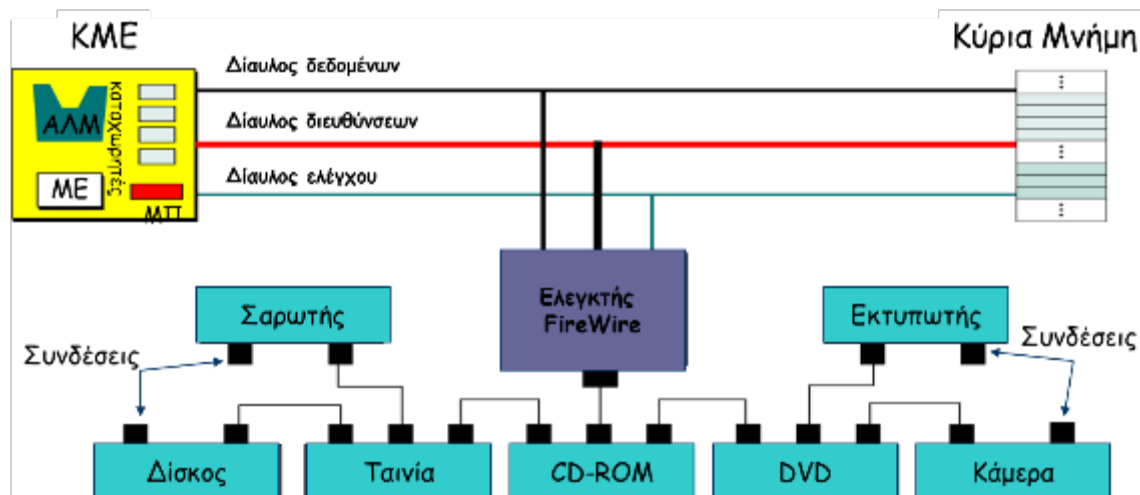 ΚΜΕ
Κύρια Μνήμη
Δίαυλος δεδομένων
ΑΛΜ
καταχωρητές
Δίαυλος διευθύνσεων
ΜΕ
Δίαυλος ελέγχου
ΜΠ
Ελεγκτής
FireWire
Σαρωτής
Εκτυπωτής
Συνδέσεις
Συνδέσεις
Δίσκος
Ταινία
CD-ROM
DVD
Κάμερα